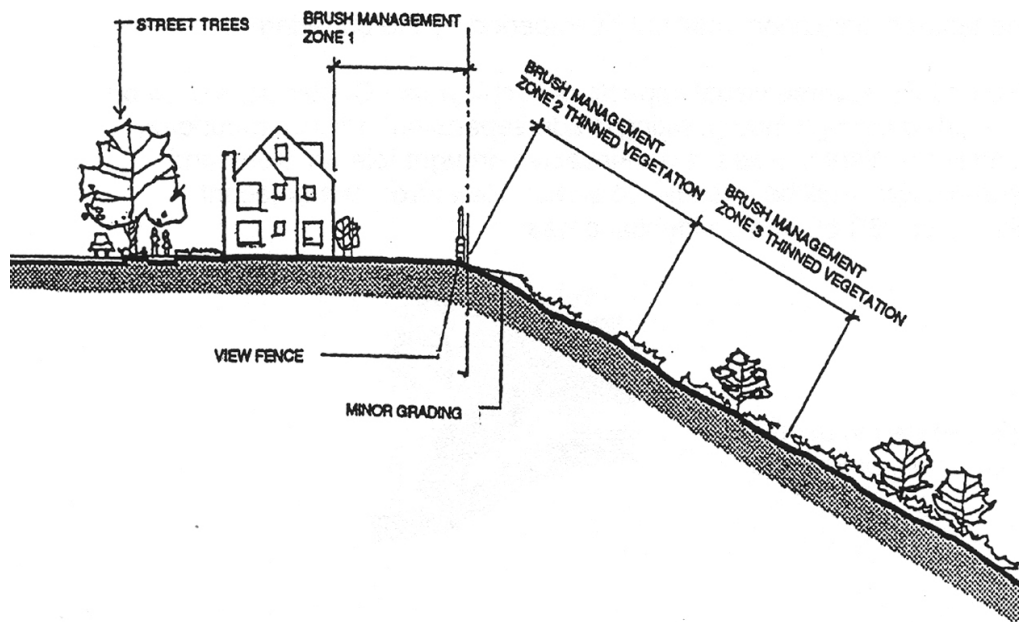 STREET TREES
BRUSH MANAGEMENT
ZONE 1
BRUSH MANAGEMENT
ZONE 2 THINNED VEGETATION
BRUSH MANAGEMENT
ZONE 3 THINNED VEGETATION
VIEW FENCE
MINOR GRADING